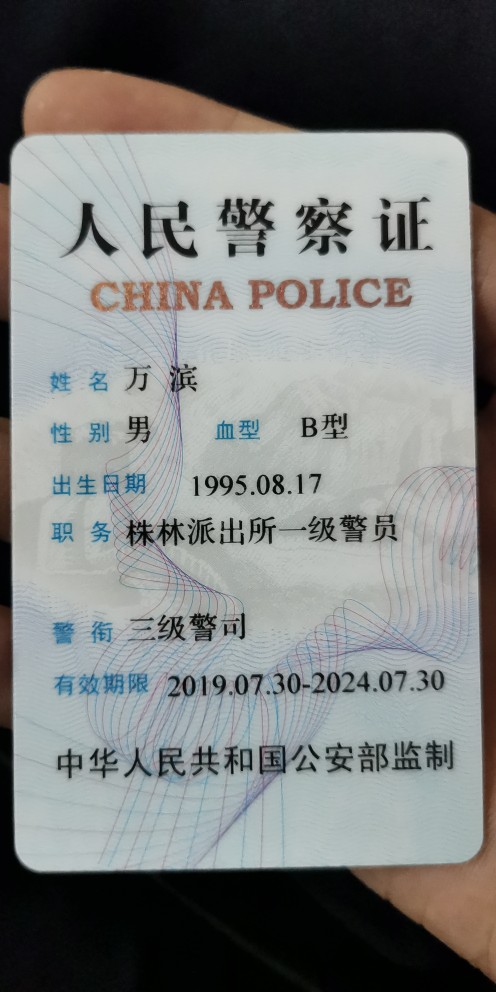 人民警察证
CHINA POLICE
姓名 万 滨
性别 男 血型 B型
出生日期 1995.08.17
职务 株林派出所一级警员
警衔 三级警司
有效期限 2019.07.30-2024.07.30
中华人民共和国公安部监制